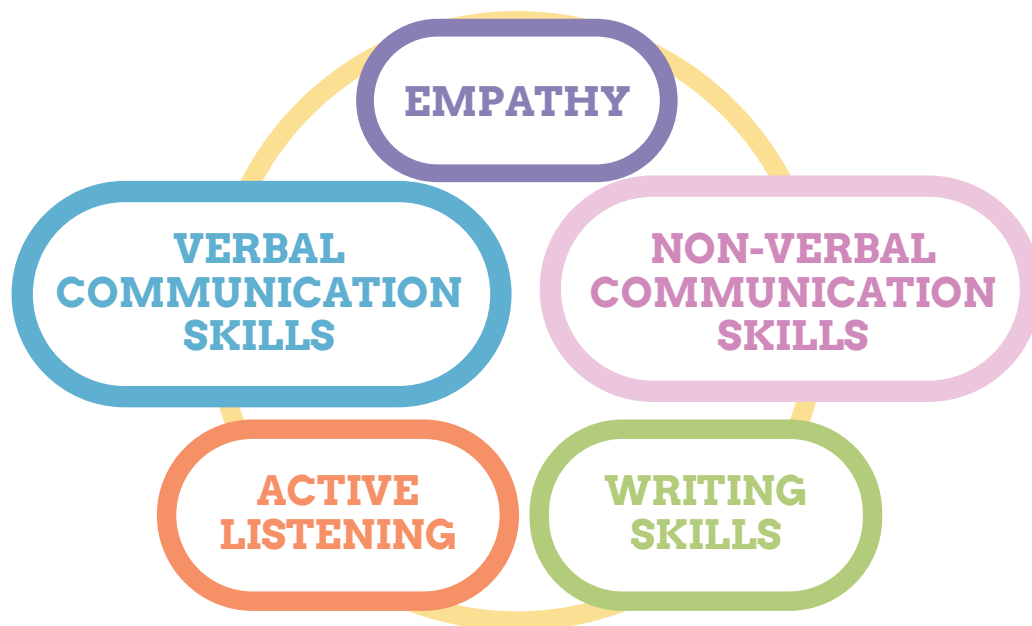 EMPATHY
VERBAL
COMMUNICATION
SKILLS
NON-VERBAL
COMMUNICATION
SKILLS
ACTIVE
LISTENING
WRITING
SKILLS